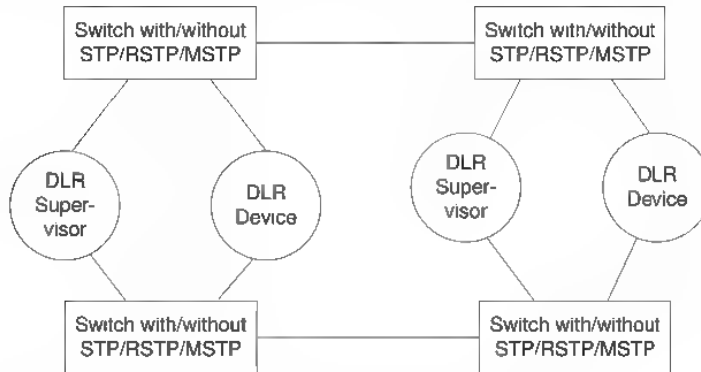 Switch with/without
STP/RSTP/MSTP
Switch with/without
STP/RSTP/MSTP
DLR
Super-
visor
DLR
Device
DLR
Super-
visor
DLR
Device
Switch with/without
STP/RSTP/MSTP
Switch with/without
STP/RSTP/MSTP